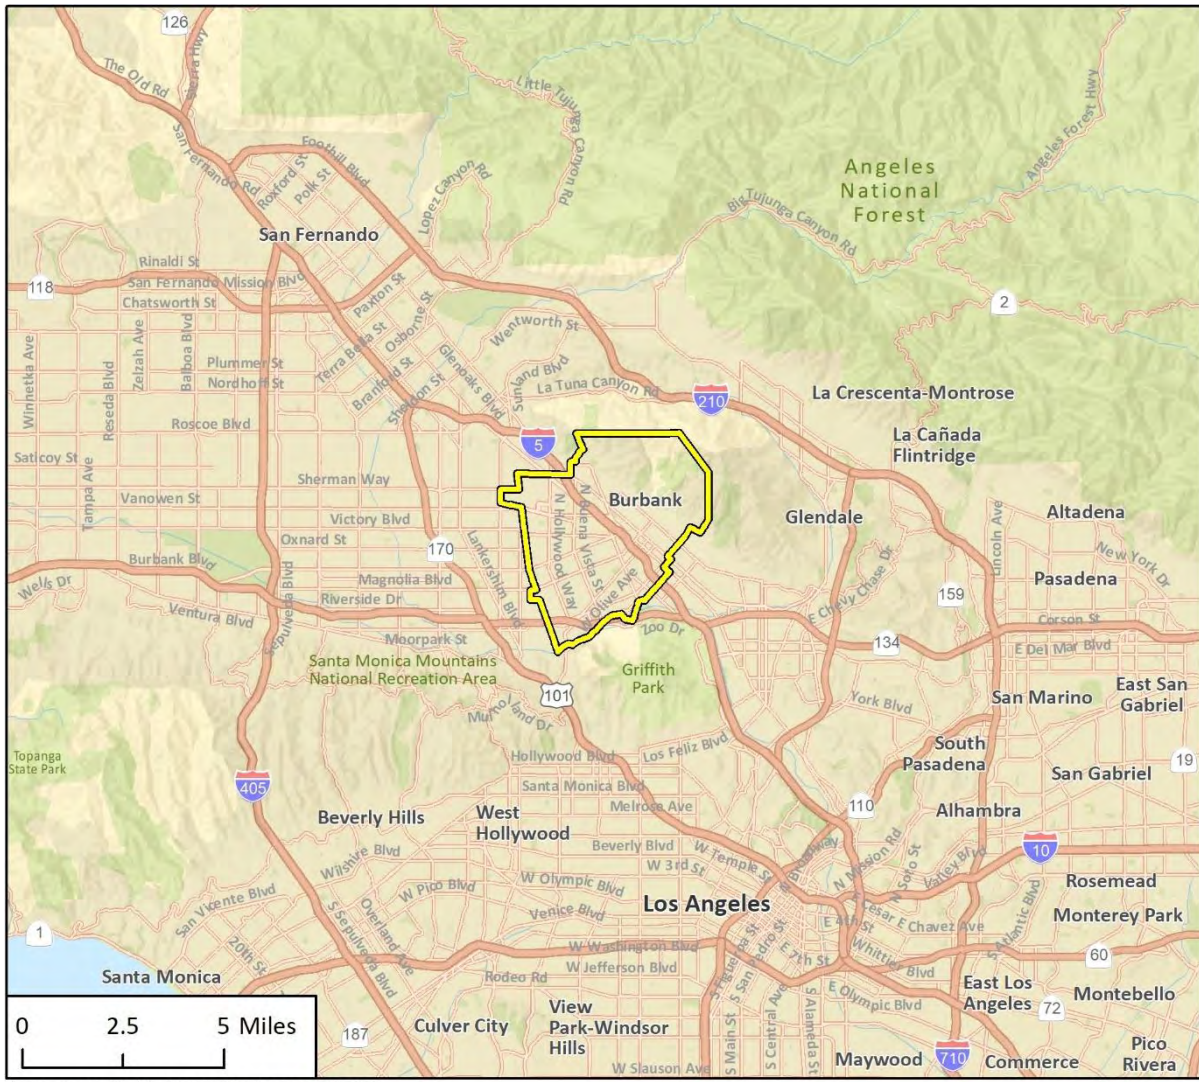 126
The Old Rd
Sierra Hwy
Little Tujunga Canyon Rd
Angeles Forest Hwy
San Fernando Rd
Foothill Blvd
Roxford St
Polk St
Lopez Canyon Rd
Angeles
National
Forest
Big Tujunga Canyon Rd
San Fernando
Rinaldi St
San Fernando Mission Blvd
118
Chatsworth St
Paxton St
2
Osborne St
Wentworth St
Terra Bella St
Winnetka Ave
Reseda Blvd
Zelzah Ave
Balboa Blvd
Plummer St
Nordhoff St
Branford St
Sheldon St
Glenoaks Blvd
Sunland Blvd
La Tuna Canyon Rd
210
La Crescenta-Montrose
Roscoe Blvd
5
La Cañada
Flintridge
Saticoy St
Tampa Ave
Sherman Way
Vanowen St
N Hollywood Way
N Buena Vista St
Burbank
Victory Blvd
Glendale
Lincoln Ave
Altadena
Oxnard St
170
Burbank Blvd
New York Dr
Wells Dr
Magnolia Blvd
Lankershim Blvd
W Olive Ave
E Chevy Chase Dr
159
Pasadena
Riverside Dr
Ventura Blvd
Sepulveda Blvd
Moorpark St
Zoo Dr
134
Corson St
E Del Mar Blvd
Santa Monica Mountains
National Recreation Area
Griffith
Park
101
York Blvd
San Marino
East San
Gabriel
Mulholland Dr
Topanga
State Park
Hollywood Blvd
Los Feliz Blvd
South
Pasadena
19
San Gabriel
405
Santa Monica Blvd
Melrose Ave
110
Alhambra
Beverly Hills
West
Hollywood
Beverly Blvd
W Temple St
N Broadway
N Mission Rd
N Soto St
Valley Blvd
10
Wilshire Blvd
W 3rd St
W Pico Blvd
W Olympic Blvd
Rosemead
San Vicente Blvd
Overland Ave
Venice Blvd
Los Angeles
E Cesar E Chavez Ave
S Atlantic Blvd
Monterey Park
1
S Sepulveda Blvd
20th St
W Washington Blvd
E 4th St
Whittier Blvd
60
Santa Monica
Rodeo Rd
W Jefferson Blvd
S Figueroa St
S San Pedro St
E 7th St
East Los
Angeles
Montebello
E Olympic Blvd
72
0 2.5 5 Miles
187
Culver City
View
Park-Windsor
Hills
S Main St
S Central Ave
S Alameda St
W Slauson Ave
Maywood
710
Commerce
Pico
Rivera